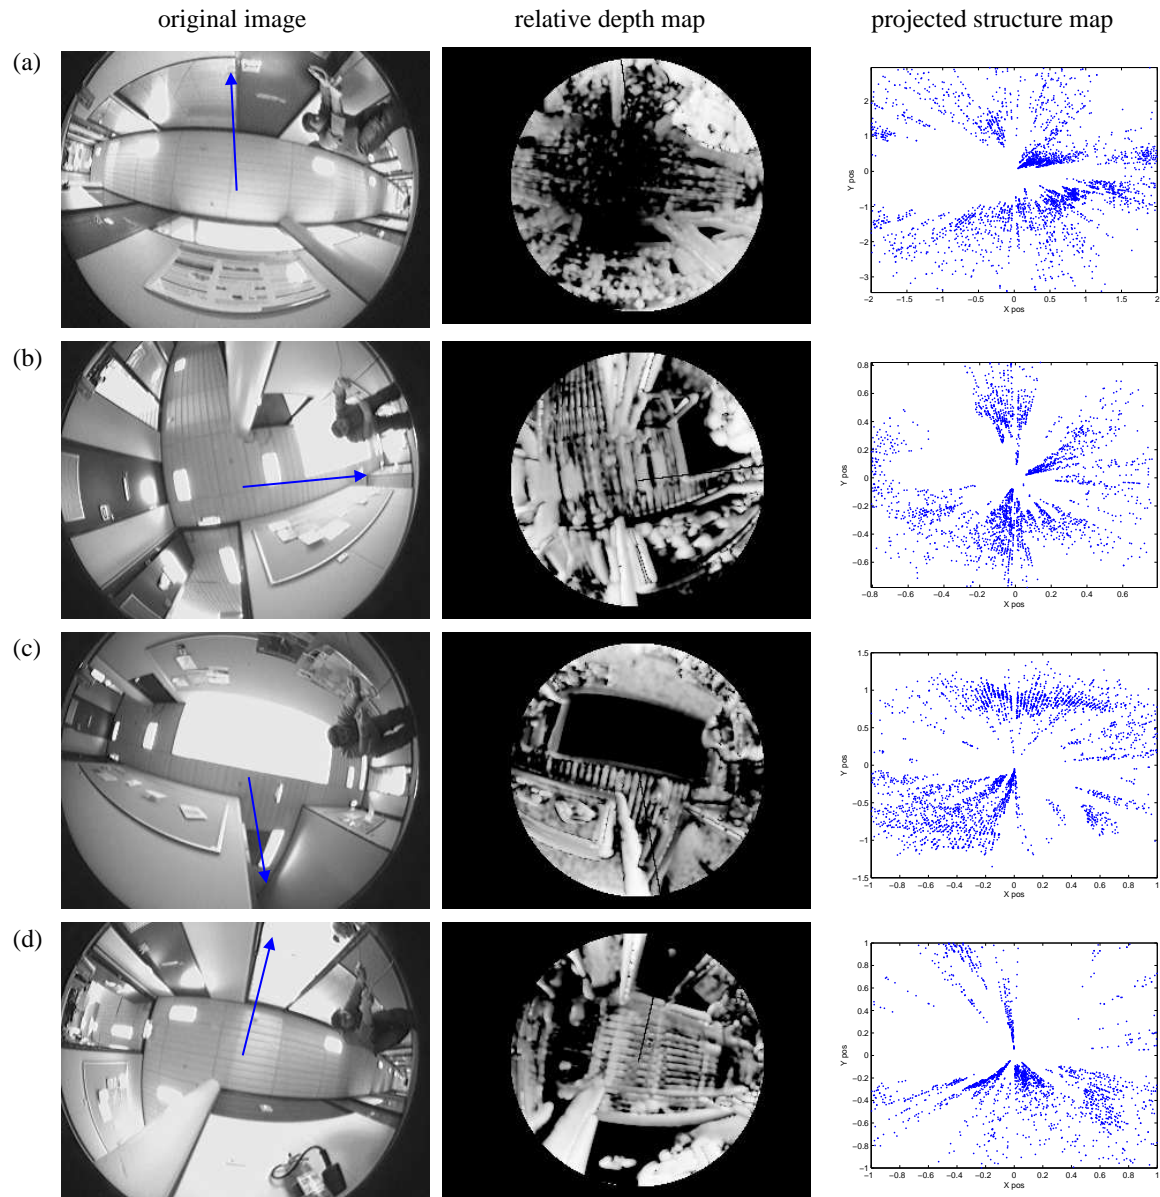 original image relative depth map projected structure map
(a)
2
1
0
−1
−2
−3
Y pos
−2 −1.5 −1 −0.5 0 0.5 1 1.5 2
X pos
(b)
0.8
0.6
0.4
0.2
0
−0.2
−0.4
−0.6
Y pos
−0.8 −0.6 −0.4 −0.2 0 0.2 0.4 0.6
X pos
(c)
1.5
1
0.5
0
−0.5
−1
−1.5
Y pos
−1 −0.8 −0.6 −0.4 −0.2 0 0.2 0.4 0.6 0.8 1
X pos
(d)
1
0.8
0.6
0.4
0.2
0
−0.2
−0.4
−0.6
−0.8
−1
Y pos
−1 −0.8 −0.6 −0.4 −0.2 0 0.2 0.4 0.6 0.8 1
X pos